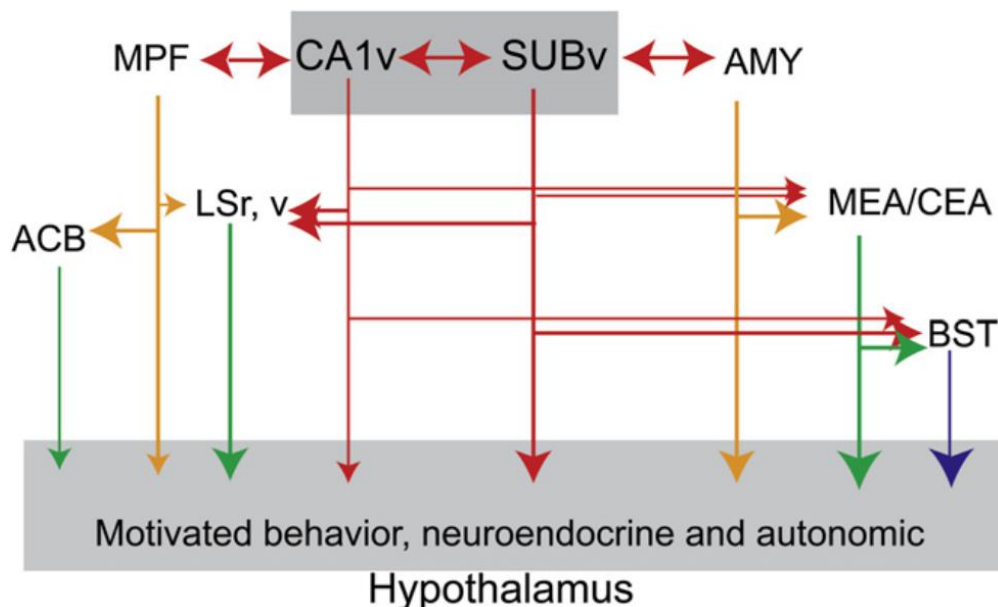 MPF CA1v SUBv AMY
LSr, v MEA/CEA
ACB
BST
Motivated behavior, neuroendocrine and autonomic
Hypothalamus